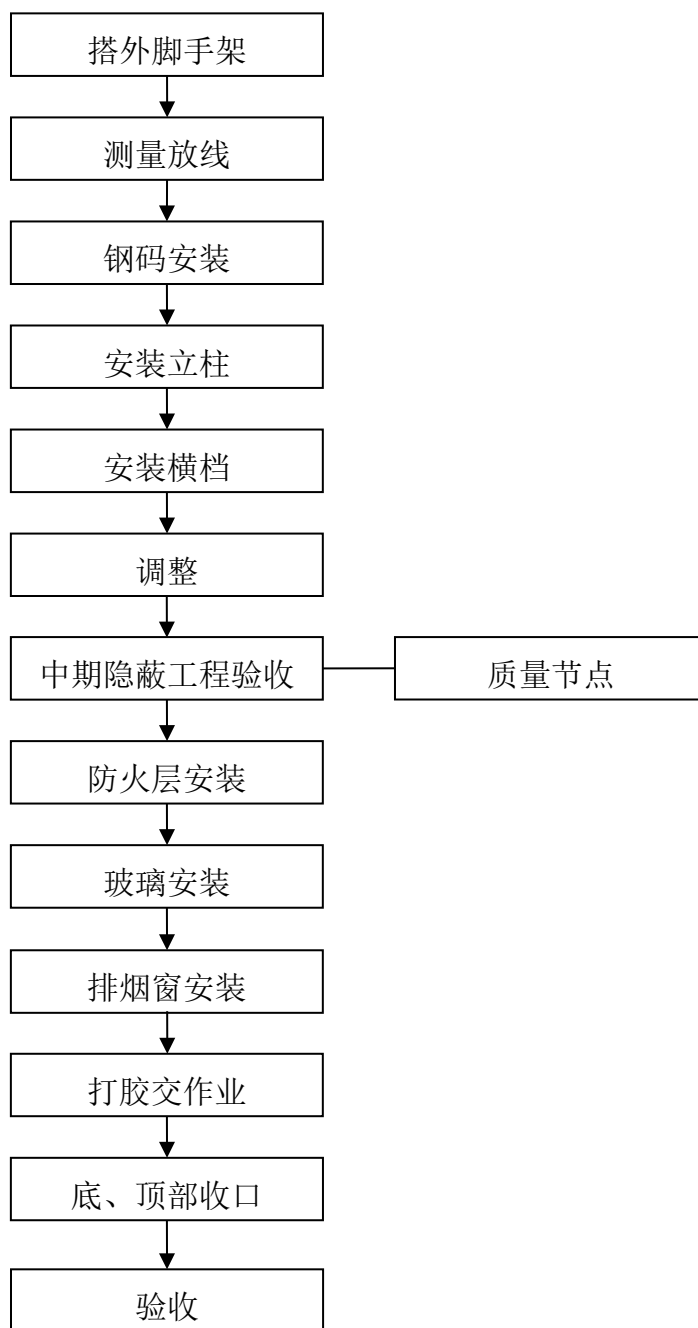 搭外脚手架
测量放线
钢码安装
安装立柱
安装横档
调整
中期隐蔽工程验收
质量节点
防火层安装
玻璃安装
排烟窗安装
打胶交作业
底、顶部收口
验收